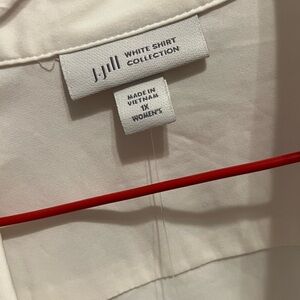 J.Jill WHITE SHIRT
COLLECTION
MADE IN
VIETNAM
1X
WOMEN'S